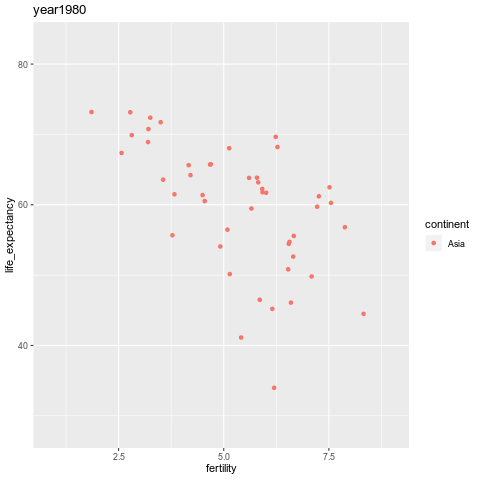 year1980
life_expectancy
80
60
40
2.5
5.0
7.5
fertility
continent
Asia